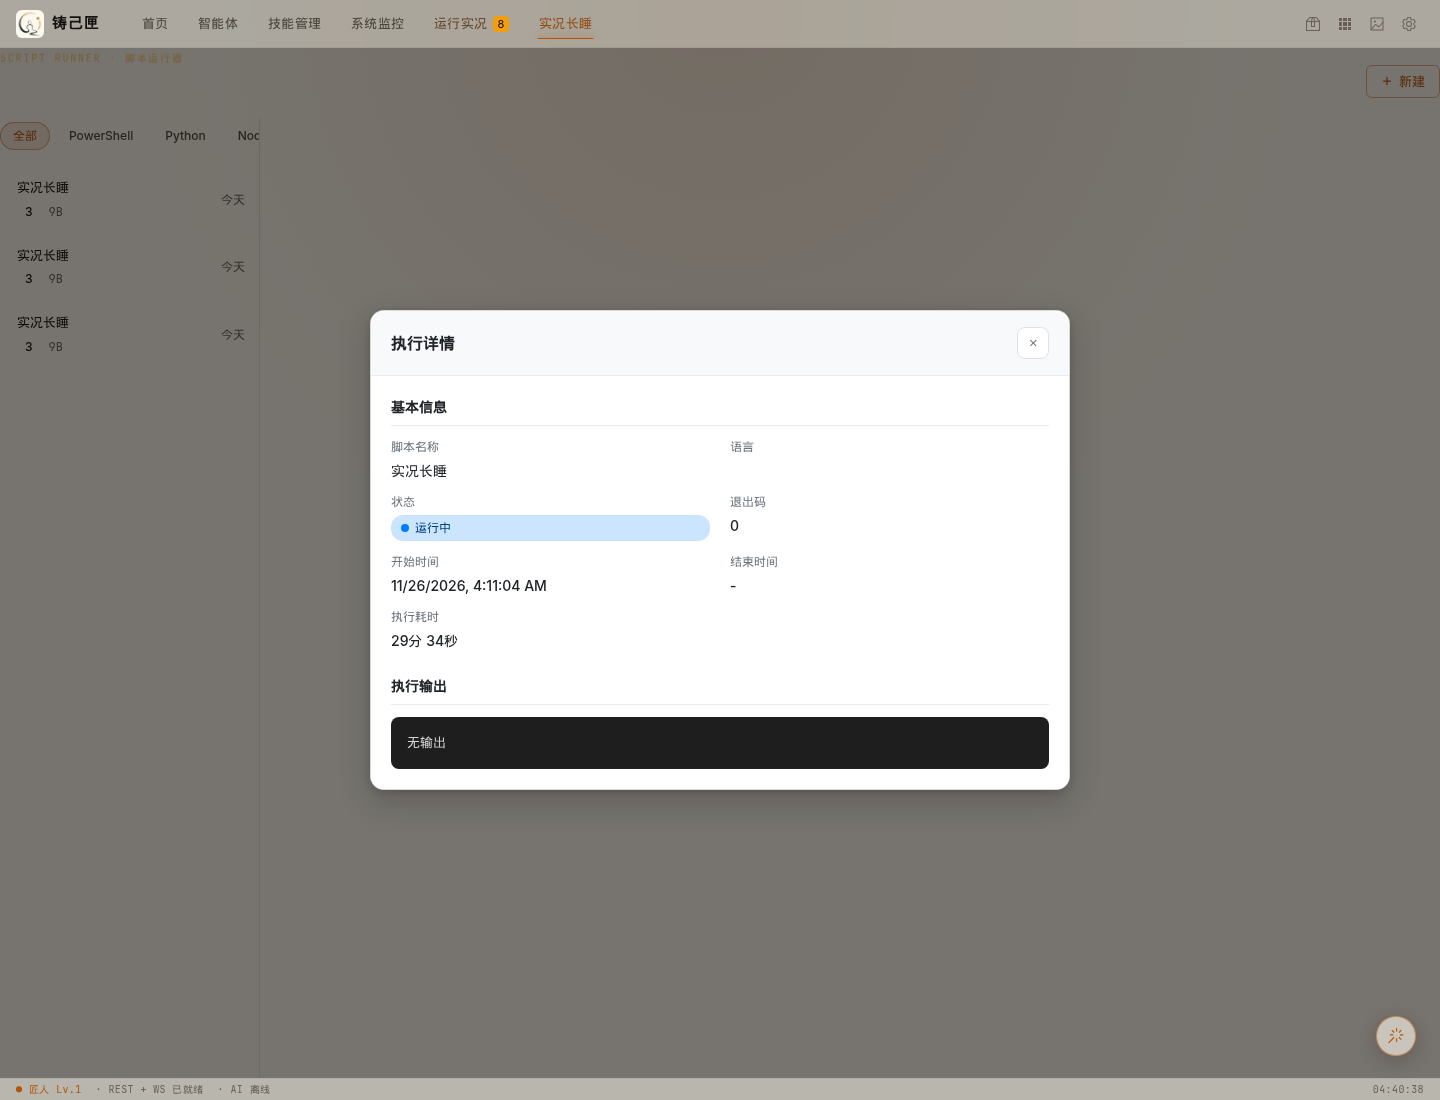 铸己匣 首页 智能体 技能管理 系统监控 运行实况 8 实况长睡
SCRIPT RUNNER · 脚本运行器
+ 新建
全部 PowerShell Python
实况长睡
今天
3 9B
实况长睡
今天
3 9B
实况长睡
今天
3 9B
执行详情
×
基本信息
脚本名称 语言
实况长睡
状态 退出码
运行中 0
开始时间 结束时间
11/26/2026, 4:11:04 AM -
执行耗时
29分 34秒
执行输出
无输出
匠人 Lv.1 · REST + WS 已就绪 · AI 离线 04:40:38